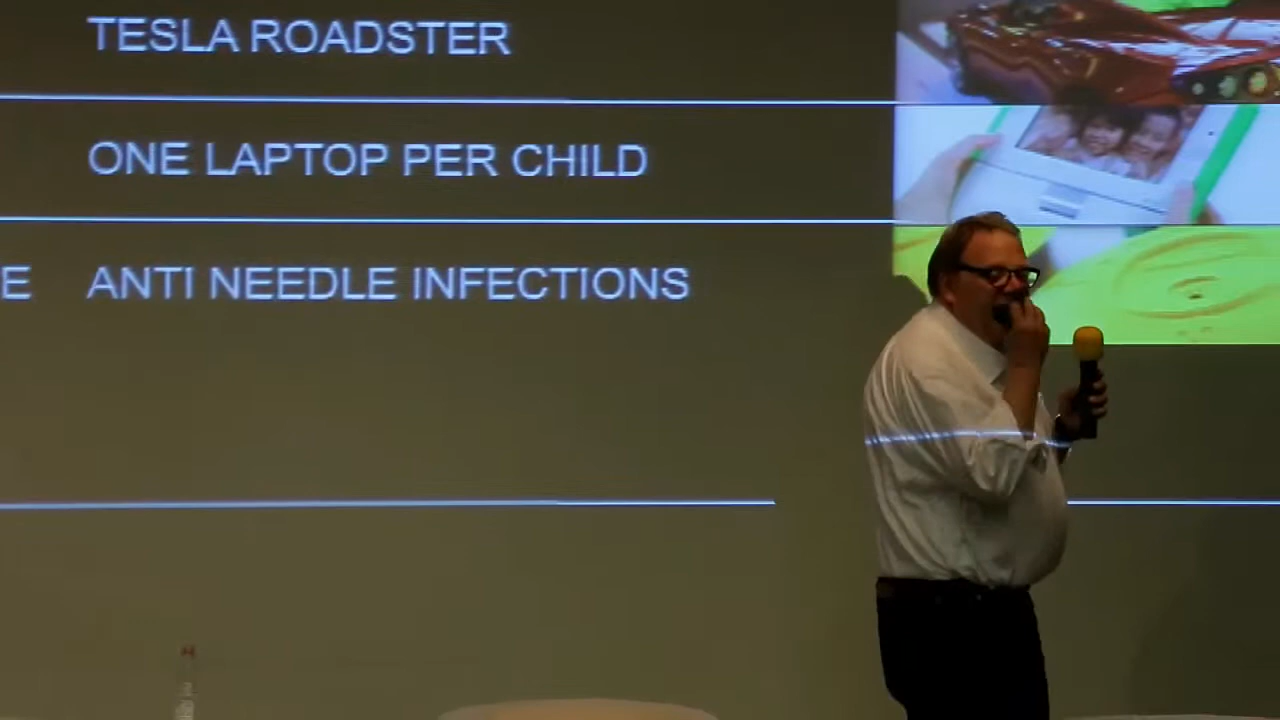 TESLA ROADSTER
ONE LAPTOP PER CHILD
E ANTI NEEDLE INFECTIONS